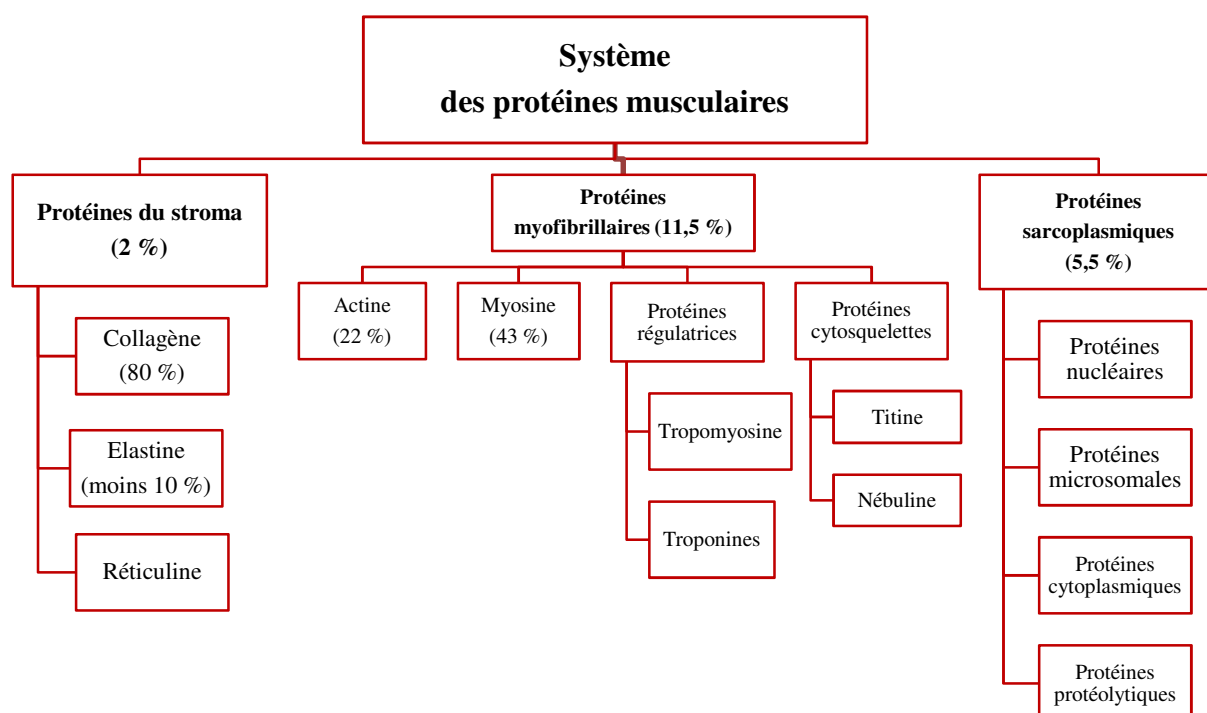 Système
des protéines musculaires
Protéines du stroma
(2 %)
Collagène
(80 %)
Elastine
(moins 10 %)
Réticuline
Protéines
myofibrillaires (11,5 %)
Actine
(22 %)
Myosine
(43 %)
Protéines
régulatrices
Tropomyosine
Troponines
Protéines
cytosquelettes
Titine
Nébuline
Protéines
sarcoplasmiques
(5,5 %)
Protéines
nucléaires
Protéines
microsomales
Protéines
cytoplasmiques
Protéines
protéolytiques